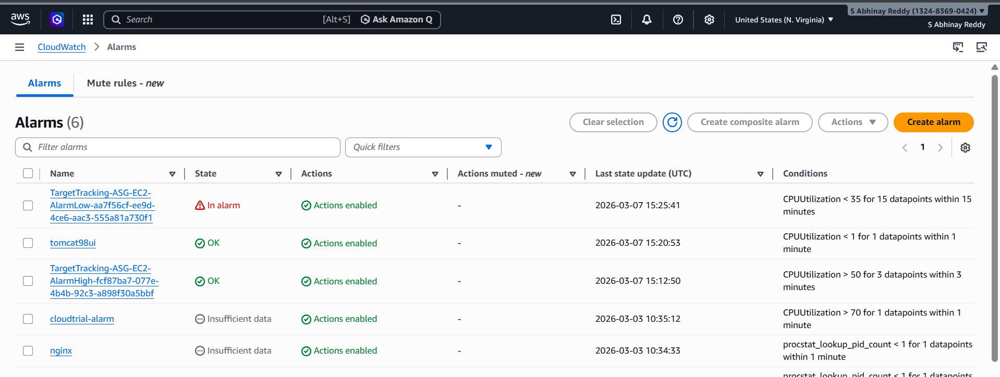 aws
Search [Alt+S] Ask Amazon Q
United States (N. Virginia)
S Abhinay Reddy (1324-8369-0424)
S Abhinay Reddy
CloudWatch Alarms
Alarms
Mute rules - new
Alarms (6)
Clear selection
Create composite alarm
Actions
Create alarm
Filter alarms
Quick filters
1
Name State Actions Actions muted - new Last state update (UTC) Conditions
TargetTracking-ASG-EC2-
AlarmLow-aa7f56cf-ee9d-
4ce6-aac3-555a81a730f1
In alarm
Actions enabled
-
2026-03-07 15:25:41
CPUUtilization < 35 for 15 datapoints within 15
minutes
tomcat98ui
OK
Actions enabled
-
2026-03-07 15:20:53
CPUUtilization < 1 for 1 datapoints within 1
minute
TargetTracking-ASG-EC2-
AlarmHigh-fcf87ba7-077e-
4b4b-92c3-a898f30a5bbf
OK
Actions enabled
-
2026-03-07 15:12:50
CPUUtilization > 50 for 3 datapoints within 3
minutes
cloudtrial-alarm
Insufficient data
Actions enabled
-
2026-03-03 10:35:12
CPUUtilization > 70 for 1 datapoints within 1
minute
nginx
Insufficient data
Actions enabled
-
2026-03-03 10:34:33
procstat_lookup_pid_count < 1 for 1 datapoints
within 1 minute
procstat_lookup_pid_count < 1 for 1 datapoints